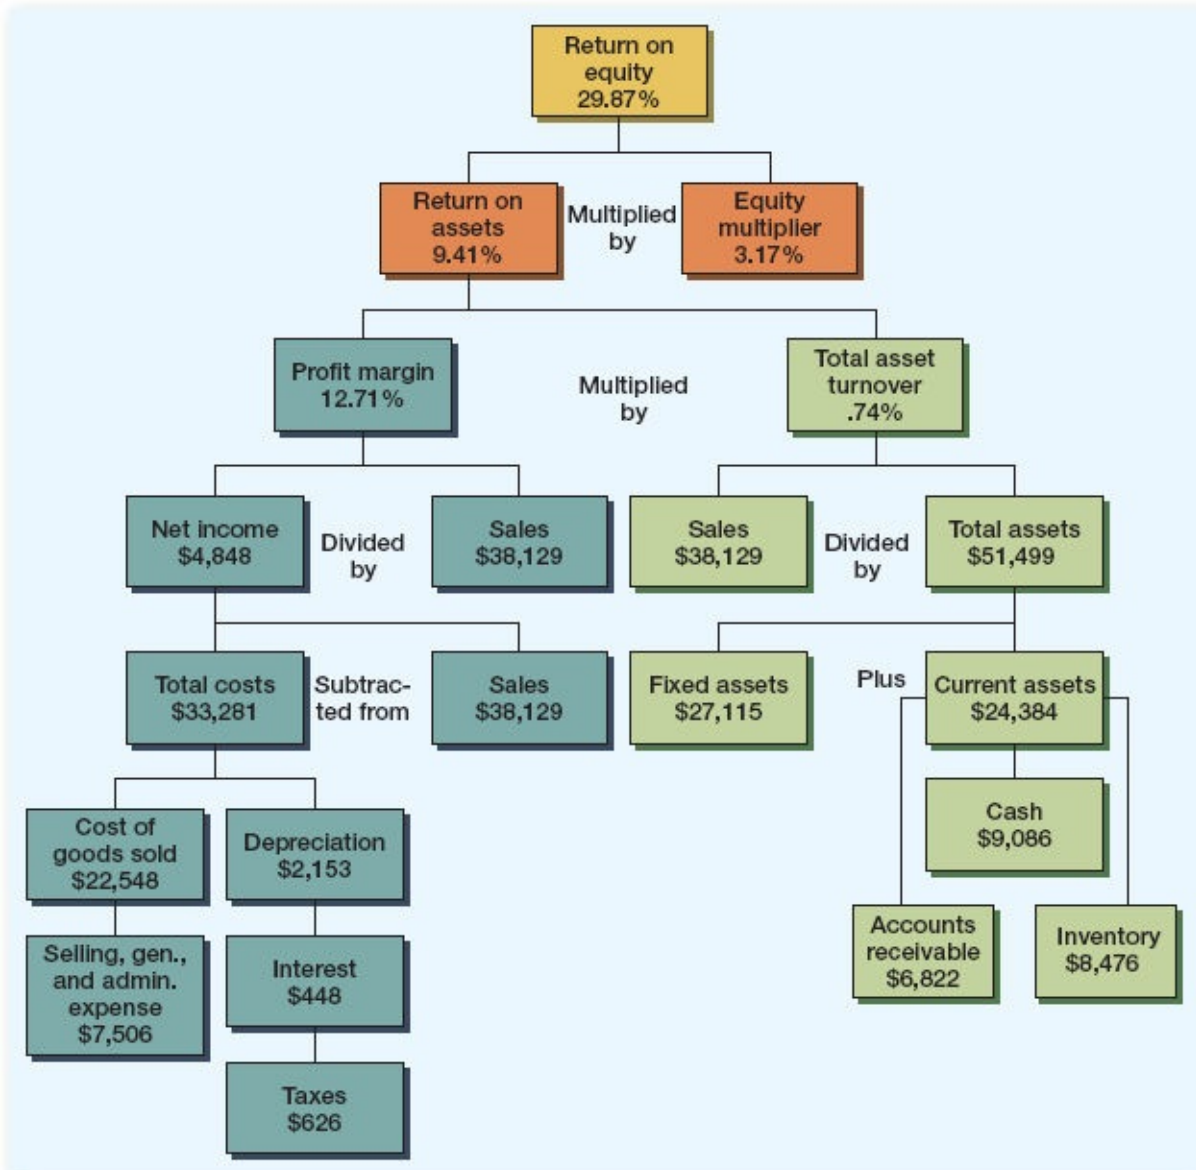 Return on
equity
29.87%
Return on
assets
9.41%
Multiplied
by
Equity
multiplier
3.17%
Profit margin
12.71%
Multiplied
by
Total asset
turnover
.74%
Net income
$4,848
Divided
by
Sales
$38,129
Sales
$38,129
Divided
by
Total assets
$51,499
Total costs
$33,281
Subtrac-
ted from
Sales
$38,129
Fixed assets
$27,115
Plus
Current assets
$24,384
Cost of
goods sold
$22,548
Depreciation
$2,153
Cash
$9,086
Selling, gen.,
and admin.
expense
$7,506
Interest
$448
Accounts
receivable
$6,822
Inventory
$8,476
Taxes
$626